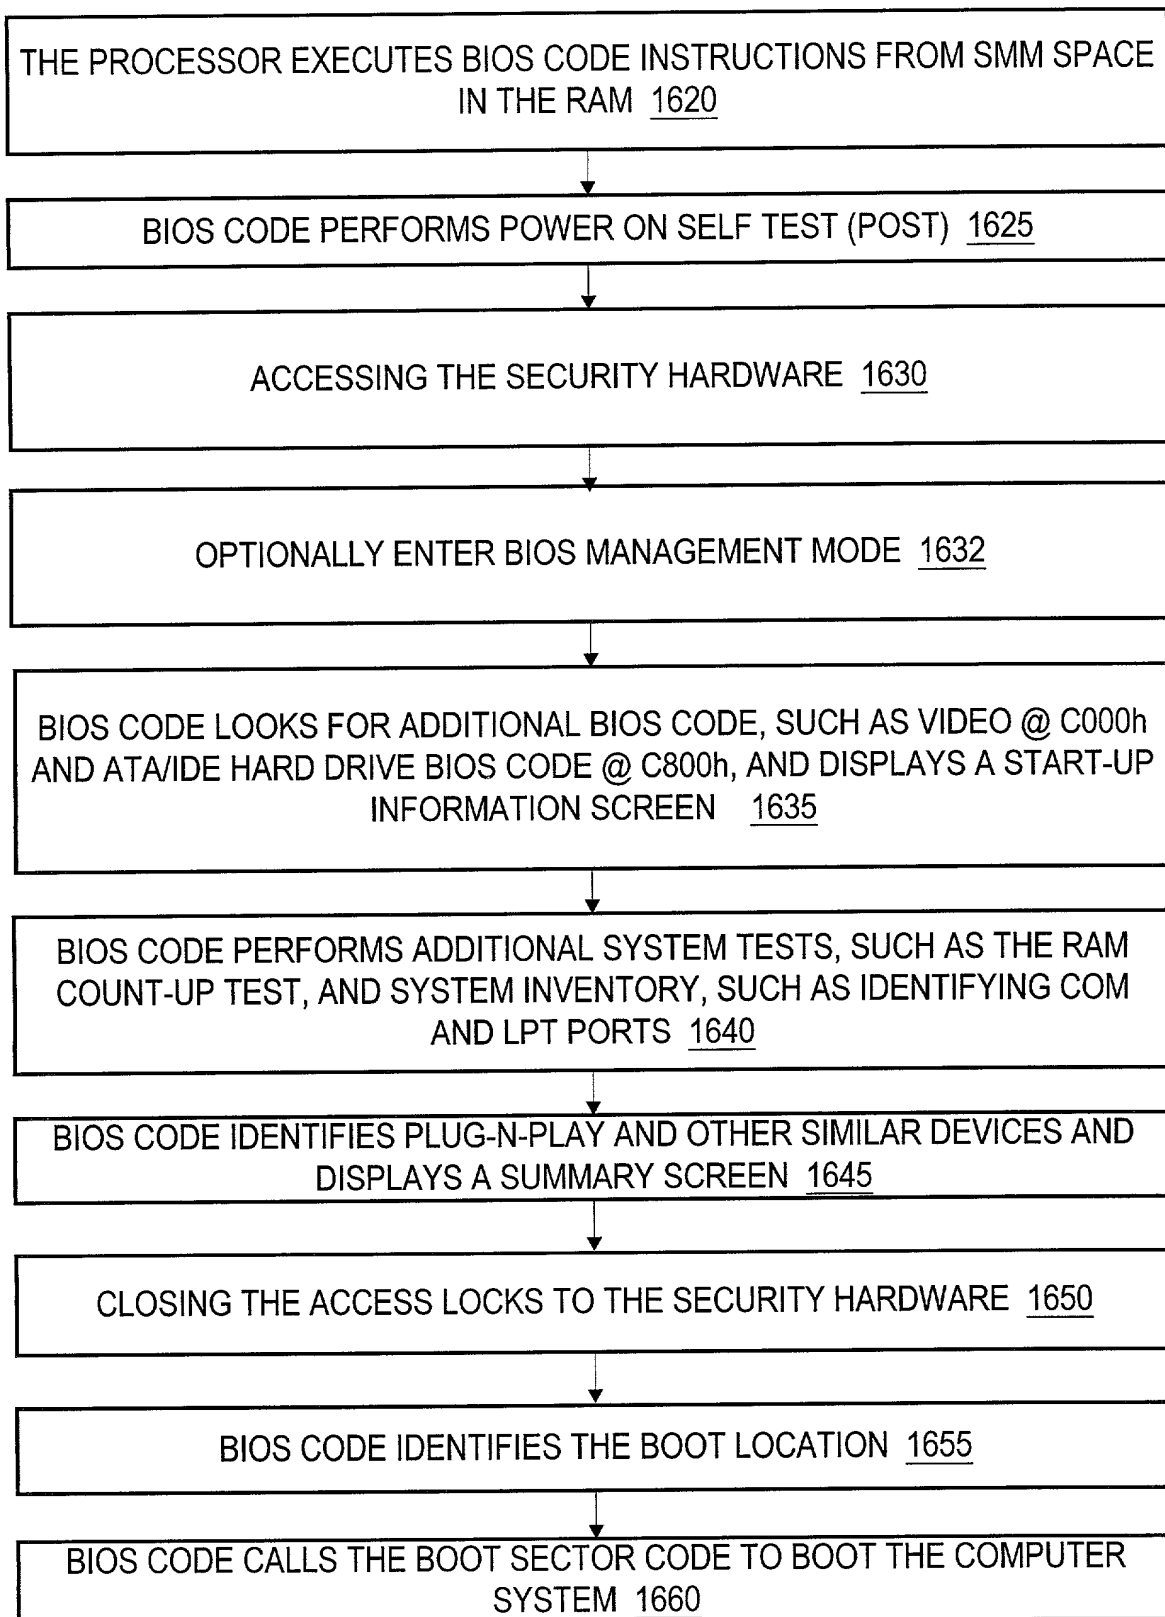 THE PROCESSOR EXECUTES BIOS CODE INSTRUCTIONS FROM SMM SPACE
IN THE RAM 1620
BIOS CODE PERFORMS POWER ON SELF TEST (POST) 1625
ACCESSING THE SECURITY HARDWARE 1630
OPTIONALLY ENTER BIOS MANAGEMENT MODE 1632
BIOS CODE LOOKS FOR ADDITIONAL BIOS CODE, SUCH AS VIDEO @ C000h
AND ATA/IDE HARD DRIVE BIOS CODE @ C800h, AND DISPLAYS A START-UP
INFORMATION SCREEN 1635
BIOS CODE PERFORMS ADDITIONAL SYSTEM TESTS, SUCH AS THE RAM
COUNT-UP TEST, AND SYSTEM INVENTORY, SUCH AS IDENTIFYING COM
AND LPT PORTS 1640
BIOS CODE IDENTIFIES PLUG-N-PLAY AND OTHER SIMILAR DEVICES AND
DISPLAYS A SUMMARY SCREEN 1645
CLOSING THE ACCESS LOCKS TO THE SECURITY HARDWARE 1650
BIOS CODE IDENTIFIES THE BOOT LOCATION 1655
BIOS CODE CALLS THE BOOT SECTOR CODE TO BOOT THE COMPUTER
SYSTEM 1660